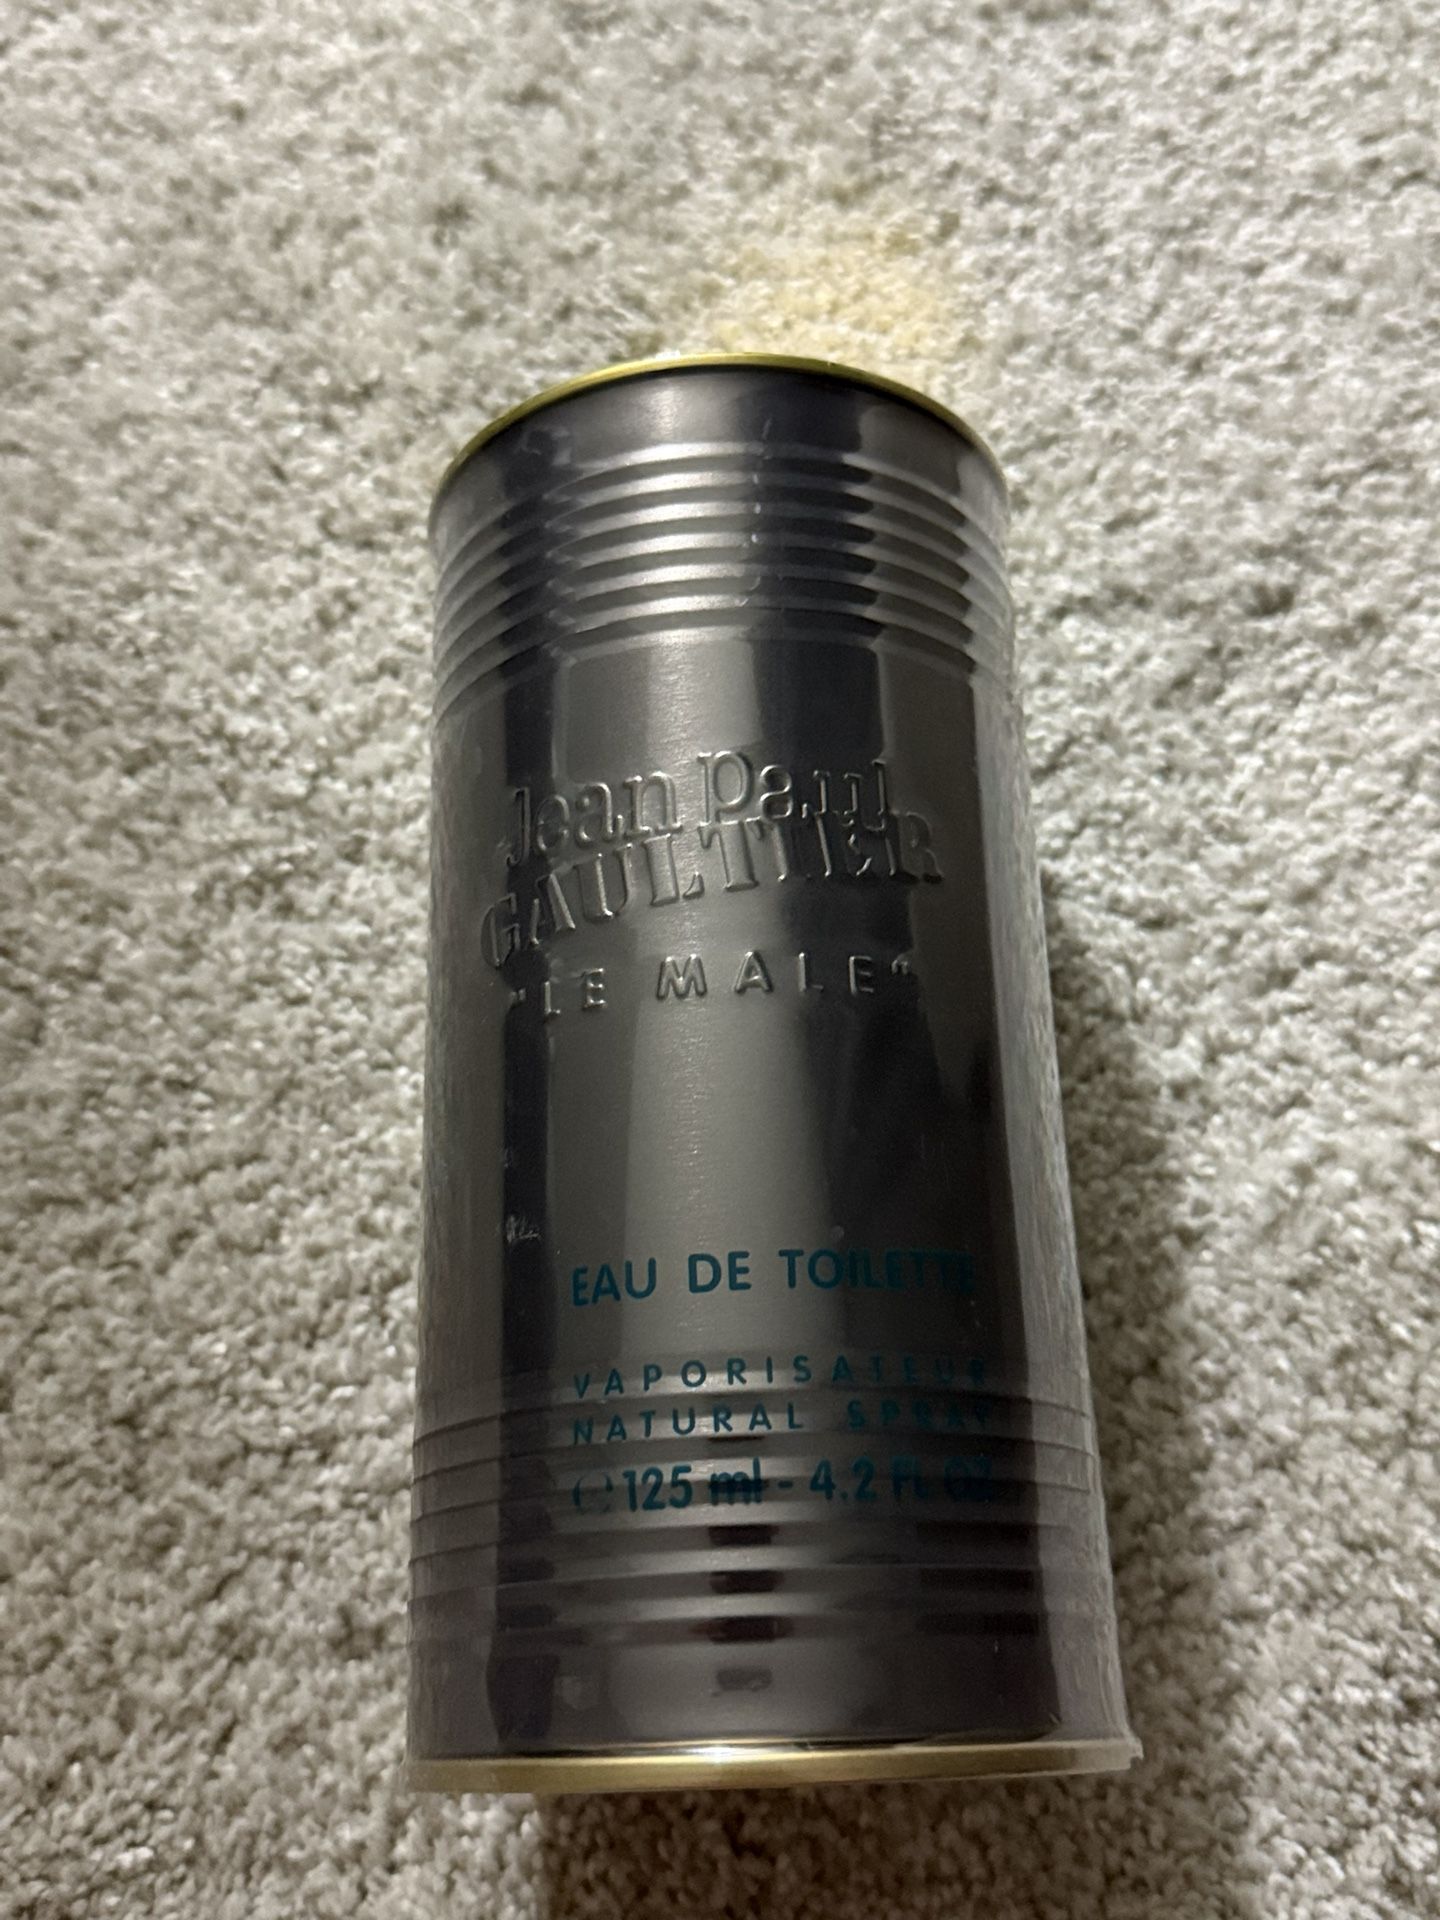 Jean Paul
GAULTIER
"LE MALE"
EAU DE TOILETTE
VAPORISATEUR
NATURAL SPRAY
℮ 125 ml - 4.2 FL OZ